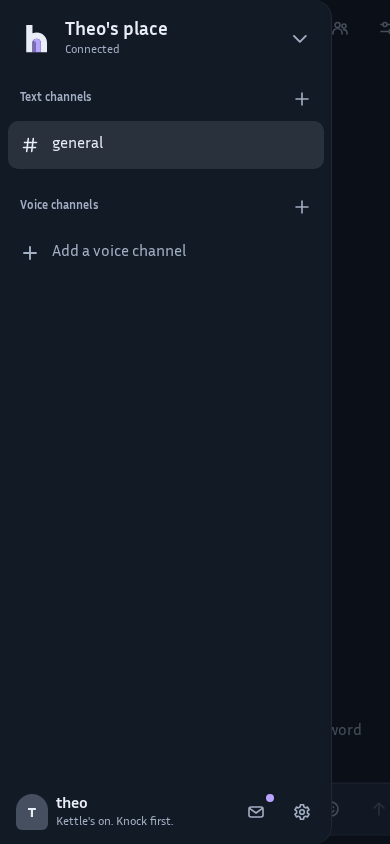 Theo's place
Connected
Text channels
general
Voice channels
Add a voice channel
word
T
theo
Kettle's on. Knock first.